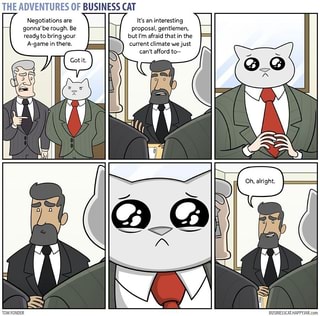 THE ADVENTURES OF BUSINESS CAT
Negotiations are
gonna' be rough. Be
ready to bring your
A-game in there.
Got it.
It's an interesting
proposal, gentlemen,
but I'm afraid that in the
current climate we just
can't afford to--
Oh, alright.
TOM FONDER
BUSINESSCAT.HAPPYJAR.com